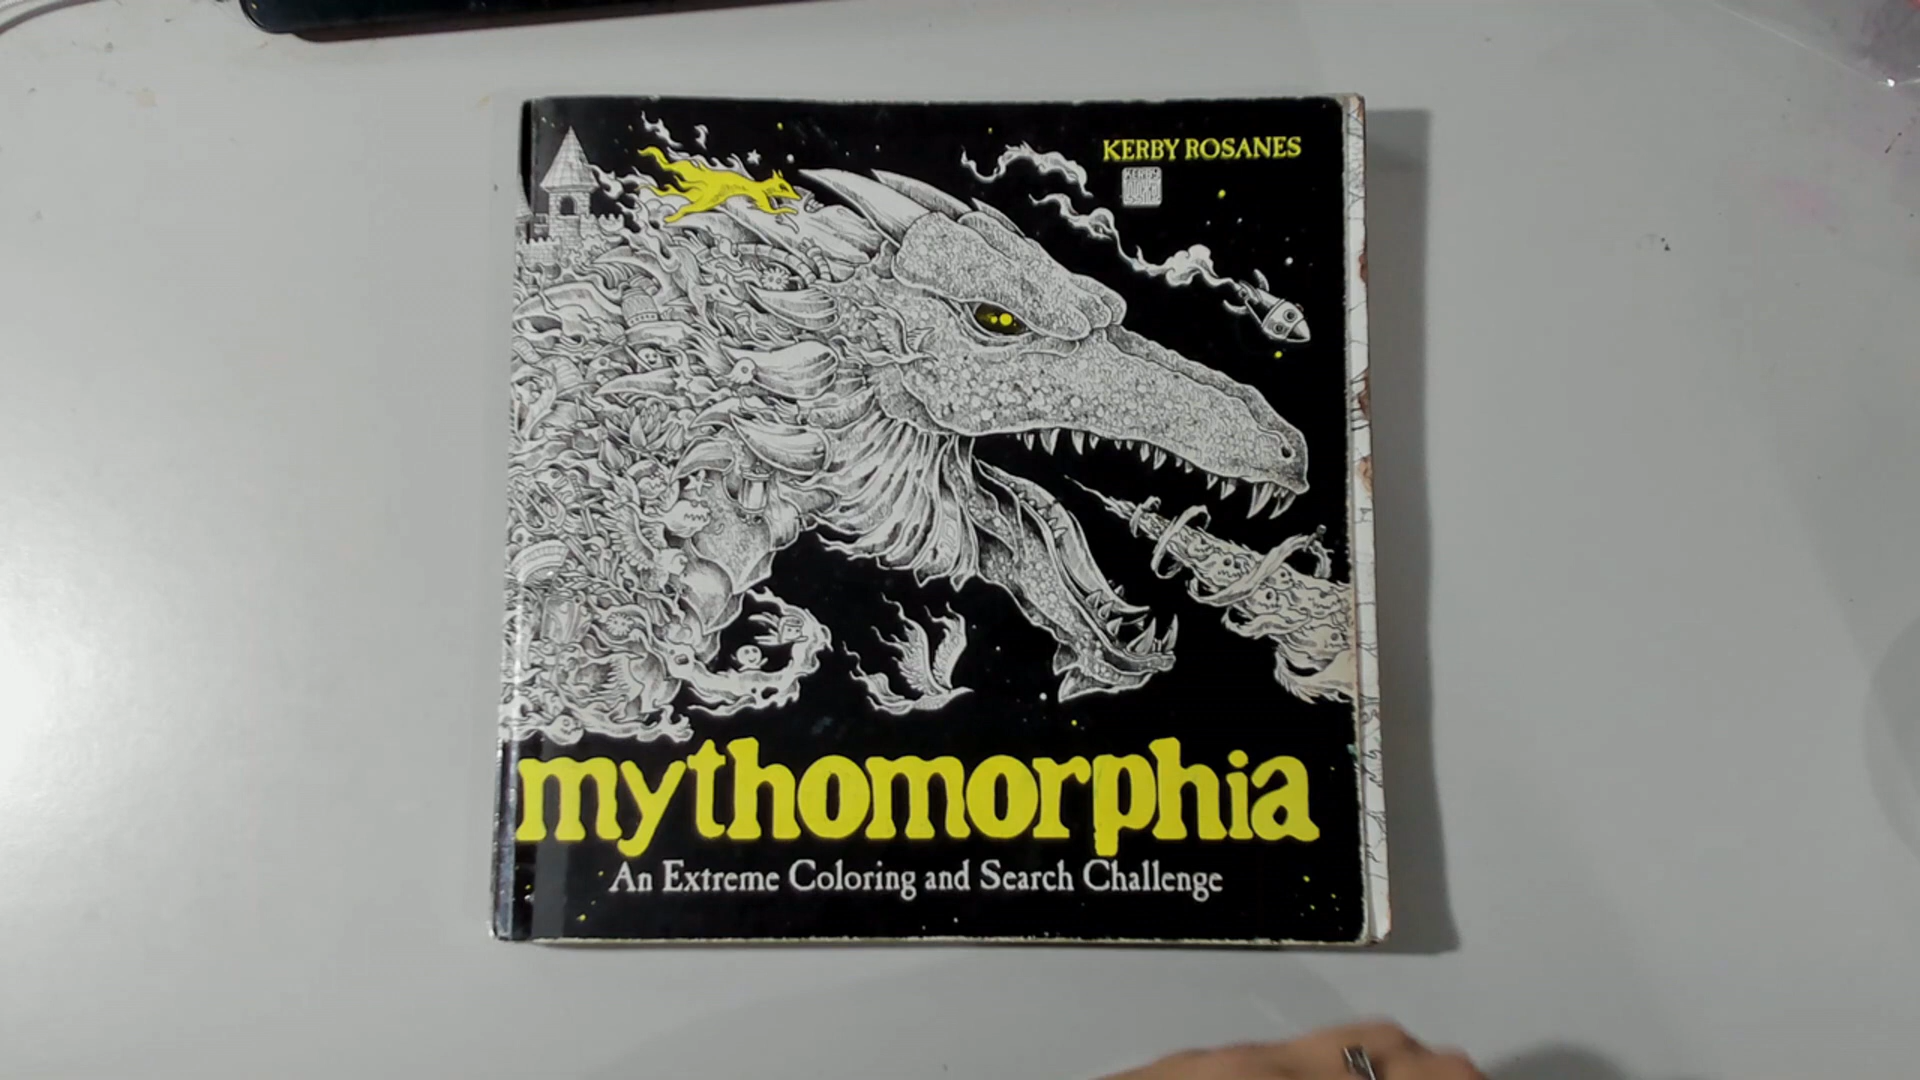 KERBY ROSANES
mythomorphia
An Extreme Coloring and Search Challenge